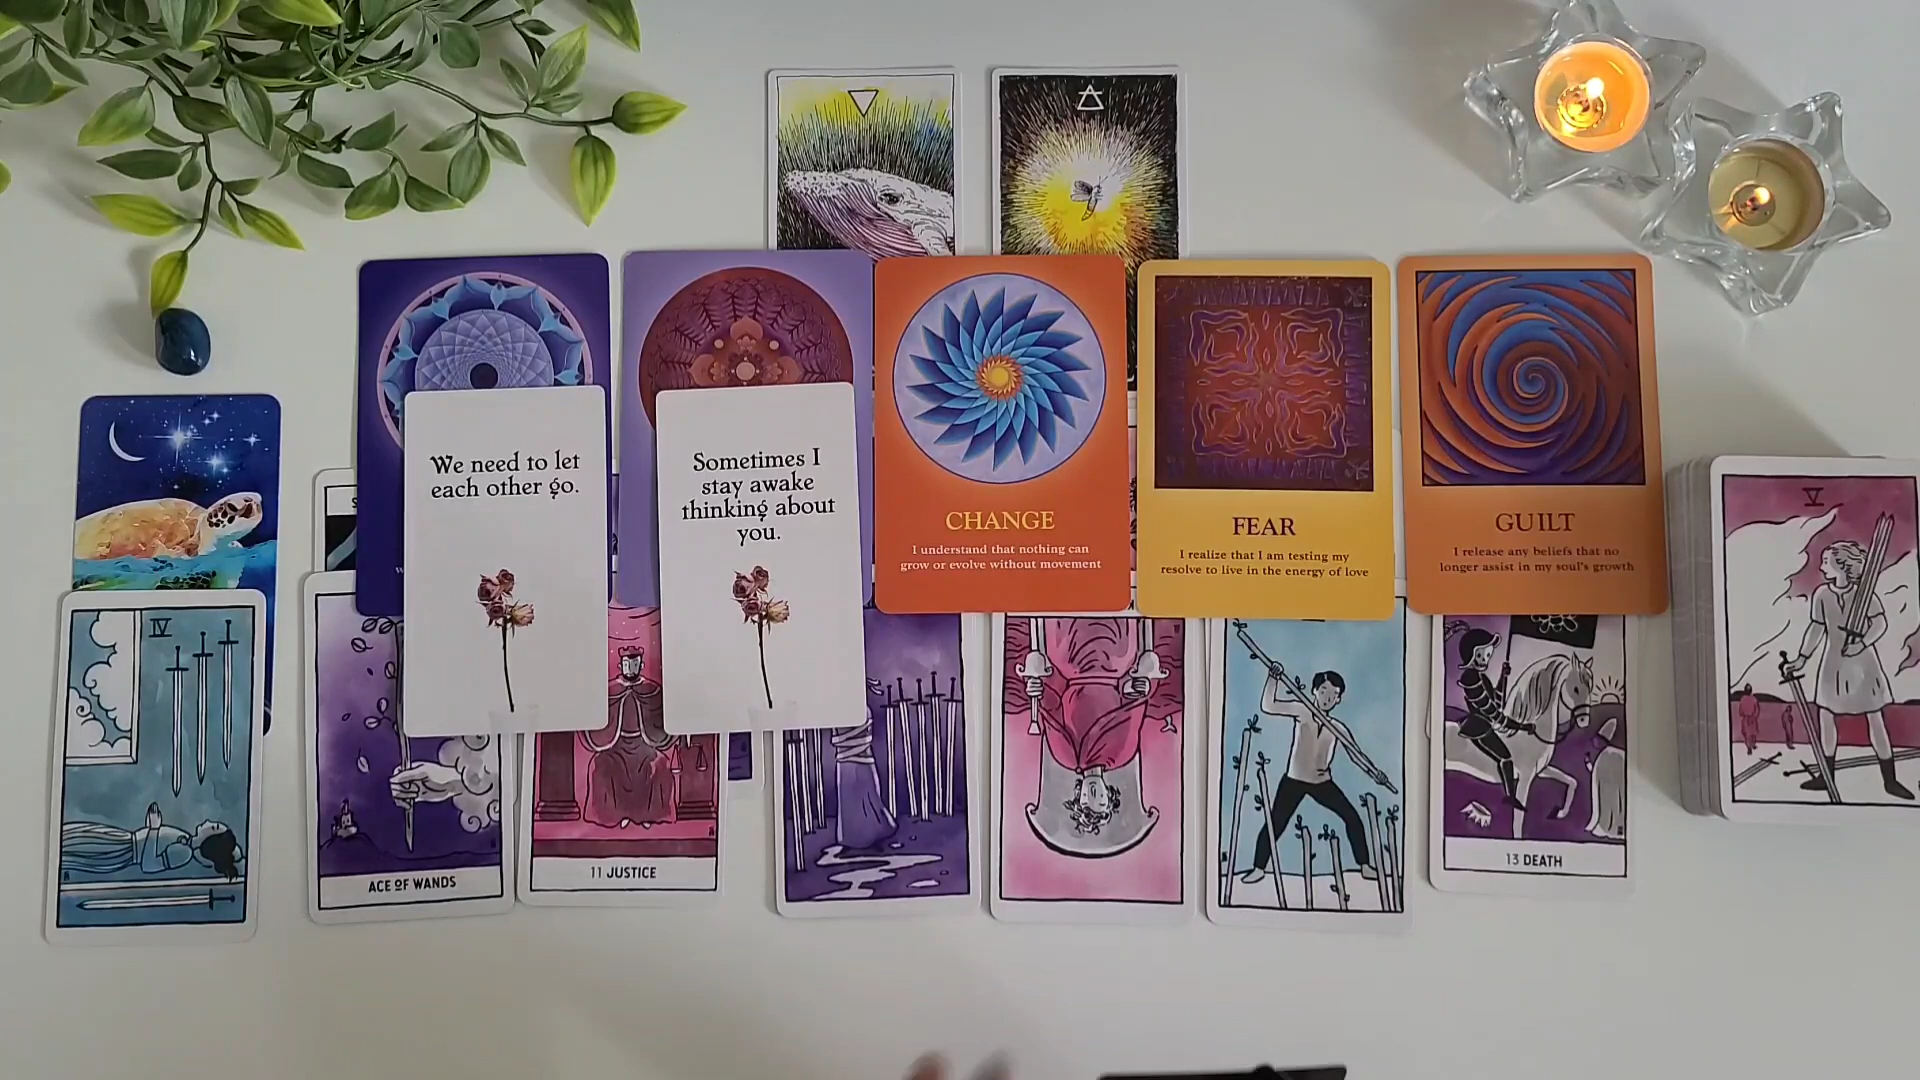 We need to let
each other go.
Sometimes I
stay awake
thinking about
you.
CHANGE
I understand that nothing can
grow or evolve without movement
FEAR
I realize that I am testing my
resolve to live in the energy of love
GUILT
I release any beliefs that no
longer assist in my soul's growth
V
IV
ACE OF WANDS
11 JUSTICE
13 DEATH